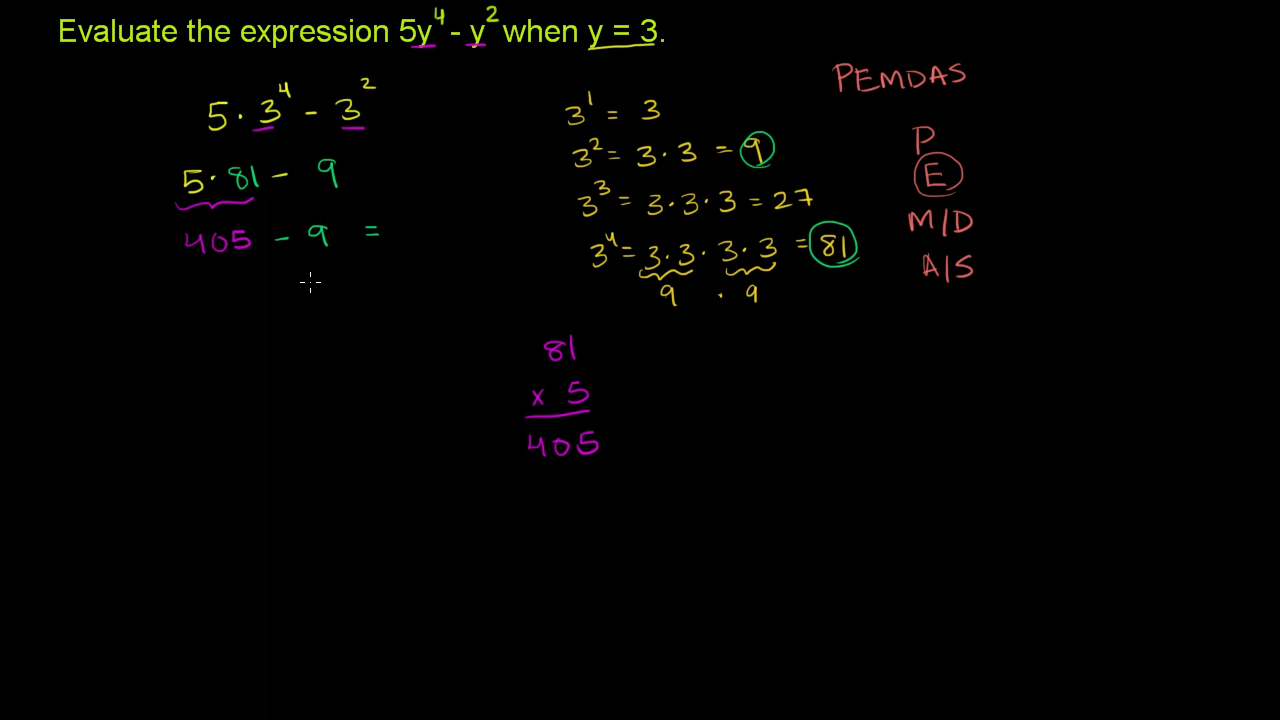 Evaluate the expression 5y⁴ - y² when y = 3.
PEMDAS
5 · 3⁴ - 3²
5 · 81 - 9
405 - 9 =
3¹ = 3
3² = 3 · 3 = 9
3³ = 3 · 3 · 3 = 27
3⁴ = 3 · 3 · 3 · 3 = 81
9 · 9
P
E
M/D
A/S
81
x 5
405